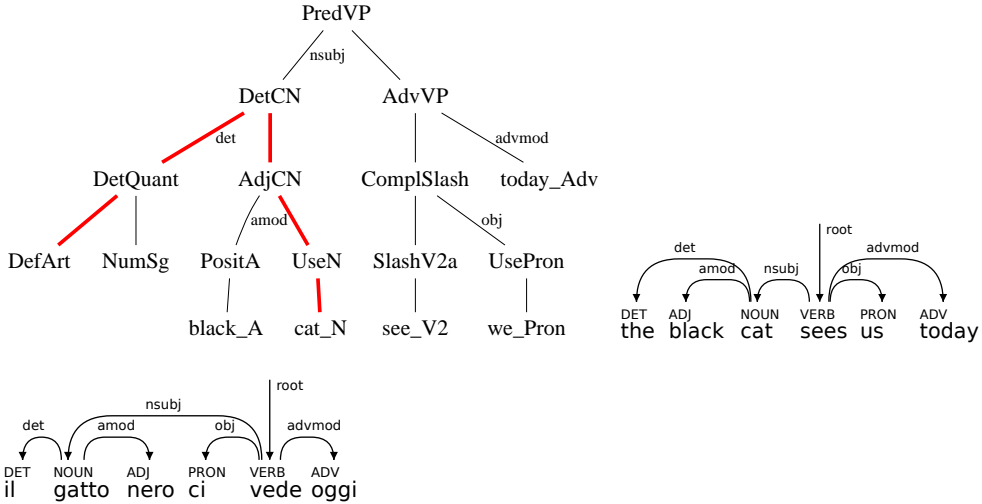 PredVP
nsubj
DetCN AdvVP
det advmod
DetQuant AdjCN ComplSlash today_Adv
amod obj
DefArt NumSg PositA UseN SlashV2a UsePron
black_A cat_N see_V2 we_Pron
root
det advmod
amod nsubj obj
DET ADJ NOUN VERB PRON ADV
the black cat sees us today
root
nsubj
det amod obj advmod
DET NOUN ADJ PRON VERB ADV
il gatto nero ci vede oggi